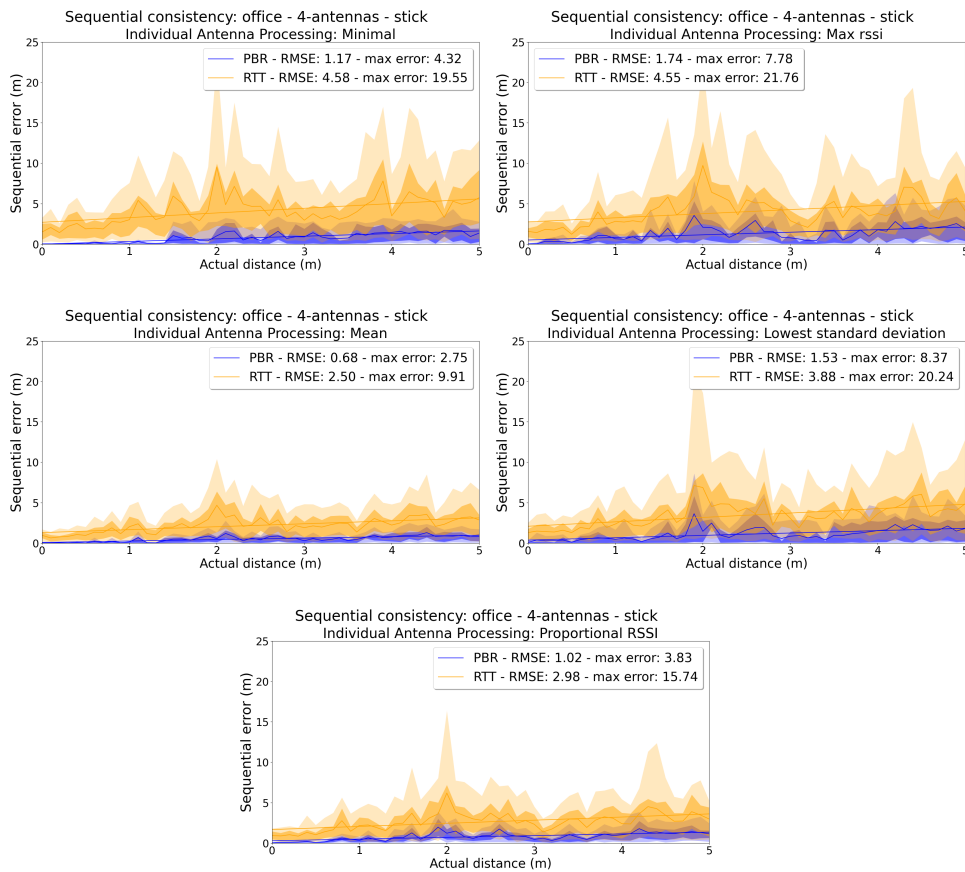 Sequential consistency: office - 4-antennas - stick
Individual Antenna Processing: Minimal
25
20
15
10
5
0
Sequential error (m)
PBR - RMSE: 1.17 - max error: 4.32
RTT - RMSE: 4.58 - max error: 19.55
0 1 2 3 4 5
Actual distance (m)
Sequential consistency: office - 4-antennas - stick
Individual Antenna Processing: Max rssi
25
20
15
10
5
0
Sequential error (m)
PBR - RMSE: 1.74 - max error: 7.78
RTT - RMSE: 4.55 - max error: 21.76
0 1 2 3 4 5
Actual distance (m)
Sequential consistency: office - 4-antennas - stick
Individual Antenna Processing: Mean
25
20
15
10
5
0
Sequential error (m)
PBR - RMSE: 0.68 - max error: 2.75
RTT - RMSE: 2.50 - max error: 9.91
0 1 2 3 4 5
Actual distance (m)
Sequential consistency: office - 4-antennas - stick
Individual Antenna Processing: Lowest standard deviation
25
20
15
10
5
0
Sequential error (m)
PBR - RMSE: 1.53 - max error: 8.37
RTT - RMSE: 3.88 - max error: 20.24
0 1 2 3 4 5
Actual distance (m)
Sequential consistency: office - 4-antennas - stick
Individual Antenna Processing: Proportional RSSI
25
20
15
10
5
0
Sequential error (m)
PBR - RMSE: 1.02 - max error: 3.83
RTT - RMSE: 2.98 - max error: 15.74
0 1 2 3 4 5
Actual distance (m)